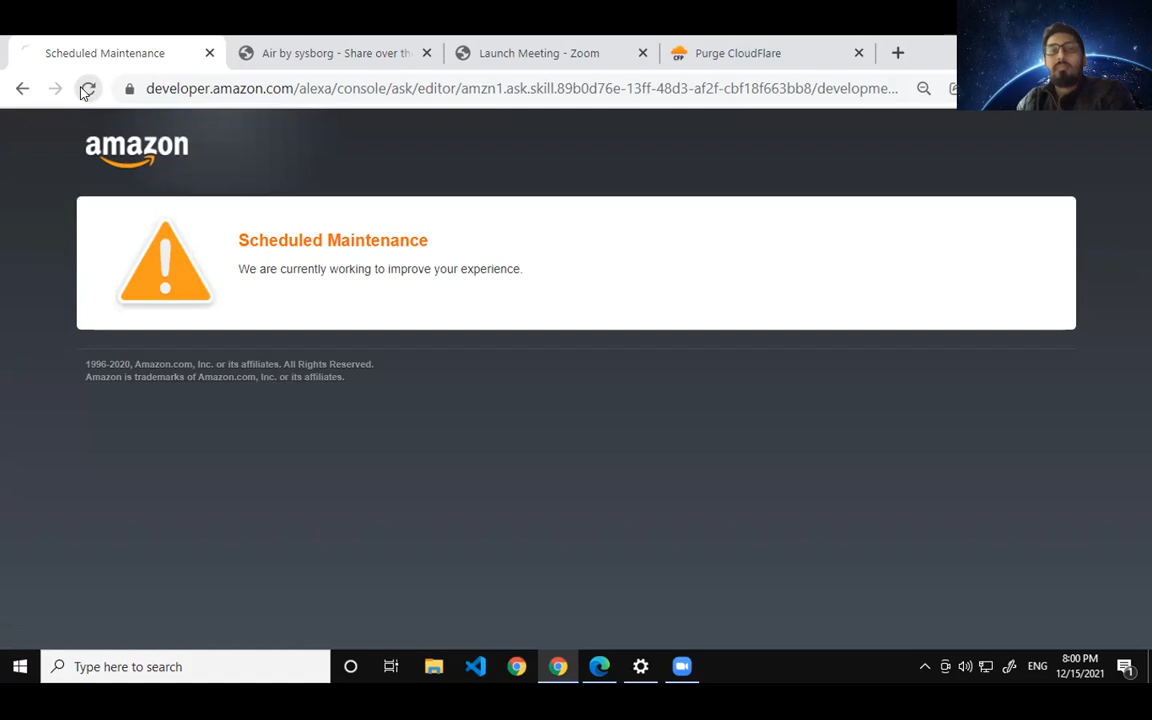 Scheduled Maintenance
Air by sysborg - Share over th
Launch Meeting - Zoom
Purge CloudFlare
developer.amazon.com/alexa/console/ask/editor/amzn1.ask.skill.89b0d76e-13ff-48d3-af2f-cbf18f663bb8/developme...
amazon
Scheduled Maintenance
We are currently working to improve your experience.
1996-2020, Amazon.com, Inc. or its affiliates. All Rights Reserved.
Amazon is trademarks of Amazon.com, Inc. or its affiliates.
Type here to search
ENG
8:00 PM
12/15/2021
1